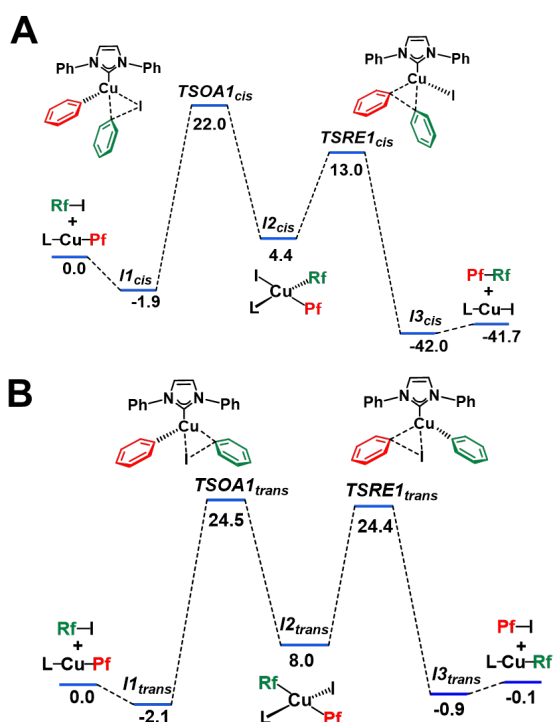 A
Ph N N Ph
Cu
I
TSOA1cis
22.0
Ph N N Ph
Cu
I
TSRE1cis
13.0
Rf-I
+
L-Cu-Pf
0.0
I1cis
-1.9
I2cis
4.4
I Rf
Cu
L Pf
Pf-Rf
+
L-Cu-I
I3cis
-42.0
-41.7
B
Ph N N Ph
Cu
I
TSOA1trans
24.5
Ph N N Ph
Cu
I
TSRE1trans
24.4
Rf-I
+
L-Cu-Pf
0.0
I1trans
-2.1
I2trans
8.0
Rf I
Cu
L Pf
Pf-I
+
L-Cu-Rf
I3trans
-0.9
-0.1